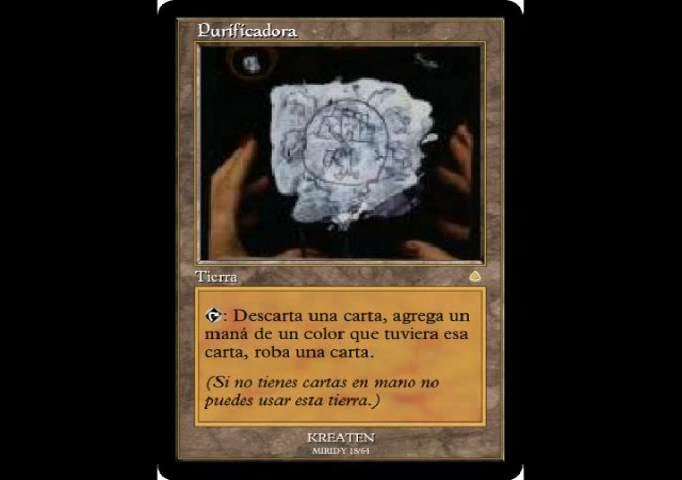 Purificadora
Tierra
: Descarta una carta, agrega un
maná de un color que tuviera esa
carta, roba una carta.
(Si no tienes cartas en mano no
puedes usar esta tierra.)
KREATEN
MIRIDY 18/64